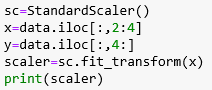 sc=StandardScaler()
x=data.iloc[:,2:4]
y=data.iloc[:,4:]
scaler=sc.fit_transform(x)
print(scaler)